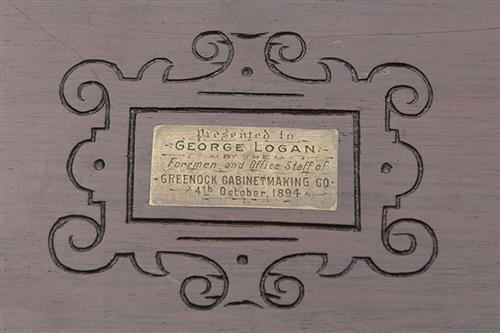 Presented to
GEORGE LOGAN
BY THE
Foremen and Office Staff of
GREENOCK CABINETMAKING CO.
4th October, 1894